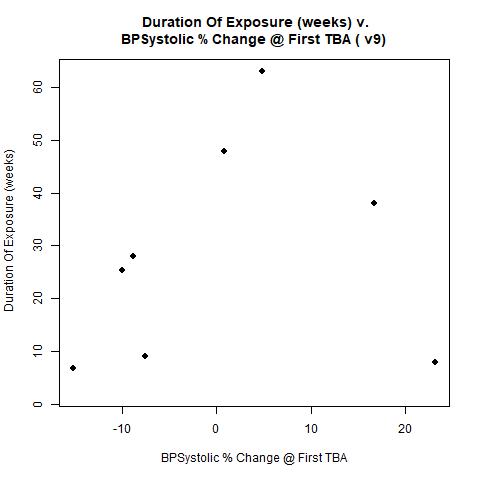 Duration Of Exposure (weeks) v.
BPSystolic % Change @ First TBA ( v9)
Duration Of Exposure (weeks)
60
50
40
30
20
10
0
-10
0
10
20
BPSystolic % Change @ First TBA